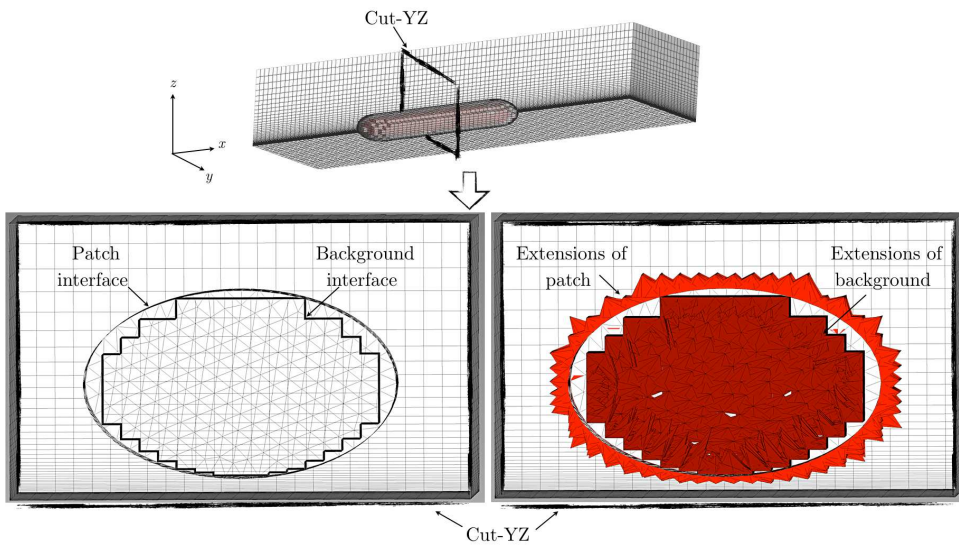 Cut-YZ
z
x
y
Patch
interface
Background
interface
Extensions of
patch
Extensions of
background
Cut-YZ